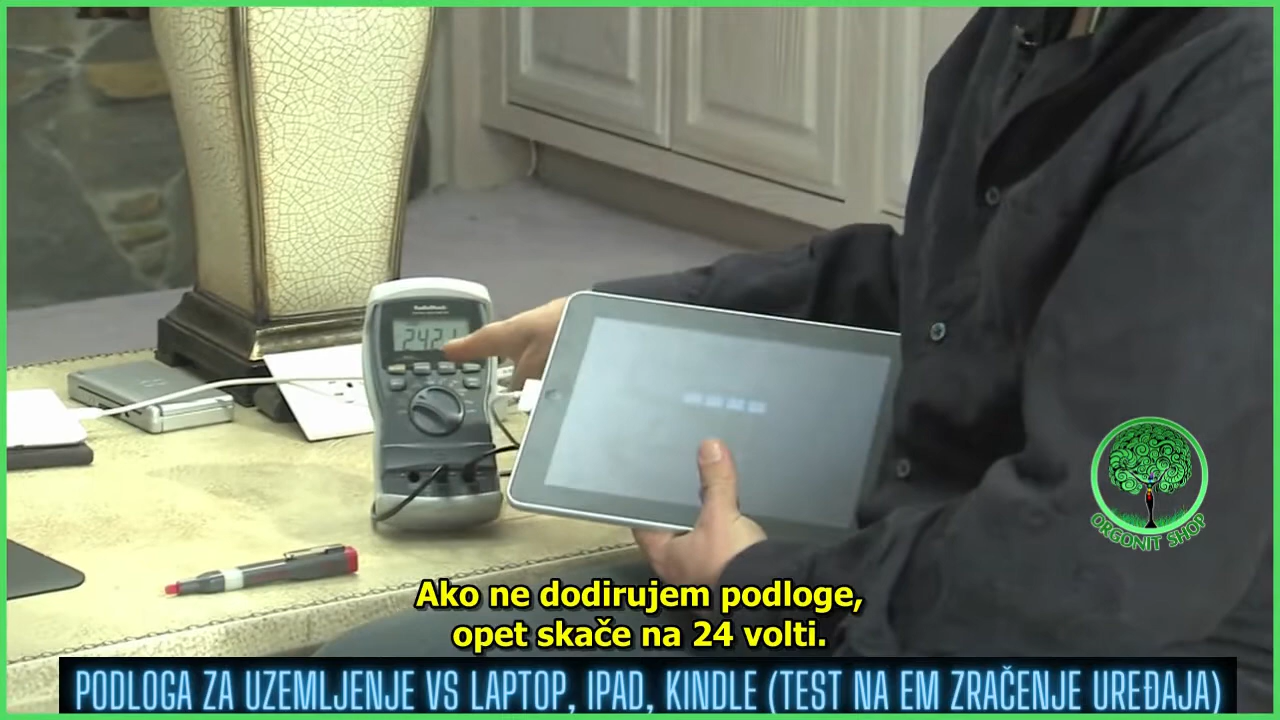 RadioShack
24.21
ORGONIT SHOP
Ako ne dodirujem podloge,
opet skače na 24 volti.
PODLOGA ZA UZEMLJENJE VS LAPTOP, IPAD, KINDLE (TEST NA EM ZRAČENJE UREĐAJA)